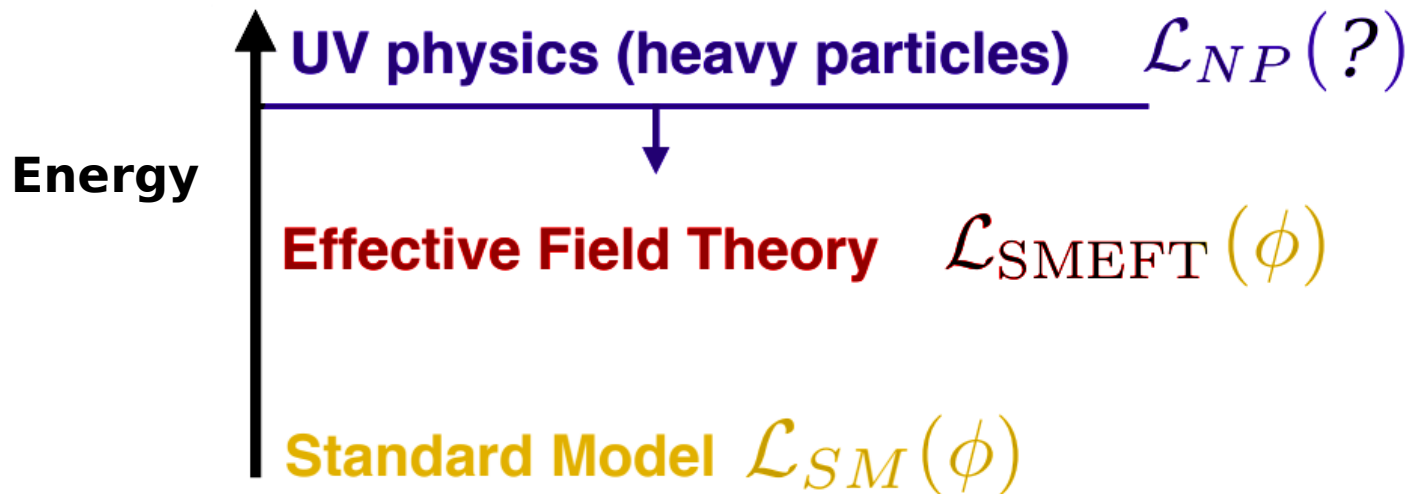 UV physics (heavy particles) ℒ_NP(?)
Energy
Effective Field Theory ℒ_SMEFT(ϕ)
Standard Model ℒ_SM(ϕ)